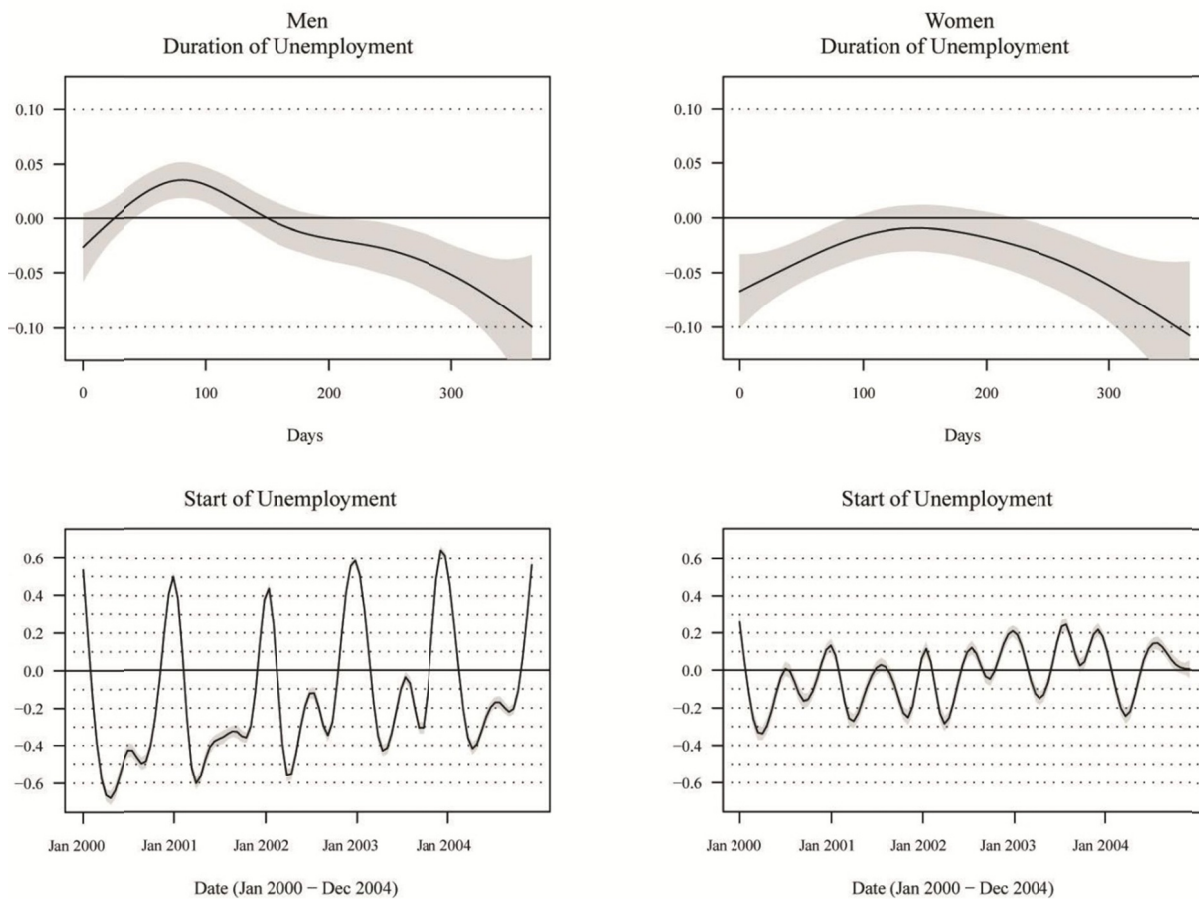 Men
Duration of Unemployment
0.10
0.05
0.00
−0.05
−0.10
0
100
200
300
Days
Women
Duration of Unemployment
0.10
0.05
0.00
−0.05
−0.10
0
100
200
300
Days
Start of Unemployment
0.6
0.4
0.2
0.0
−0.2
−0.4
−0.6
Jan 2000
Jan 2001
Jan 2002
Jan 2003
Jan 2004
Date (Jan 2000 − Dec 2004)
Start of Unemployment
0.6
0.4
0.2
0.0
−0.2
−0.4
−0.6
Jan 2000
Jan 2001
Jan 2002
Jan 2003
Jan 2004
Date (Jan 2000 − Dec 2004)